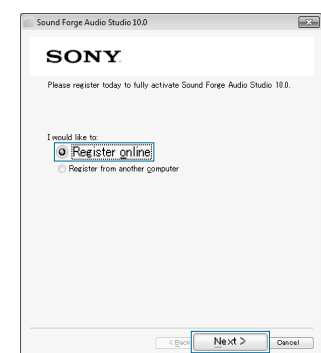 Sound Forge Audio Studio 10.0
SONY
Please register today to fully activate Sound Forge Audio Studio 10.0.
I would like to:
Register online
Register from another computer
< Back Next > Cancel